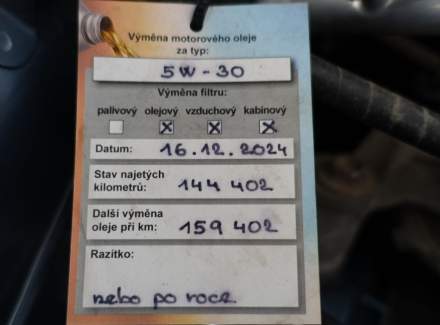 Výměna motorového oleje
za typ:
5W-30
Výměna filtru:
palivový olejový vzduchový kabinový
Datum: 16.12.2024
Stav najetých
kilometrů: 144 402
Další výměna
oleje při km: 159 402
Razítko:
nebo po roce